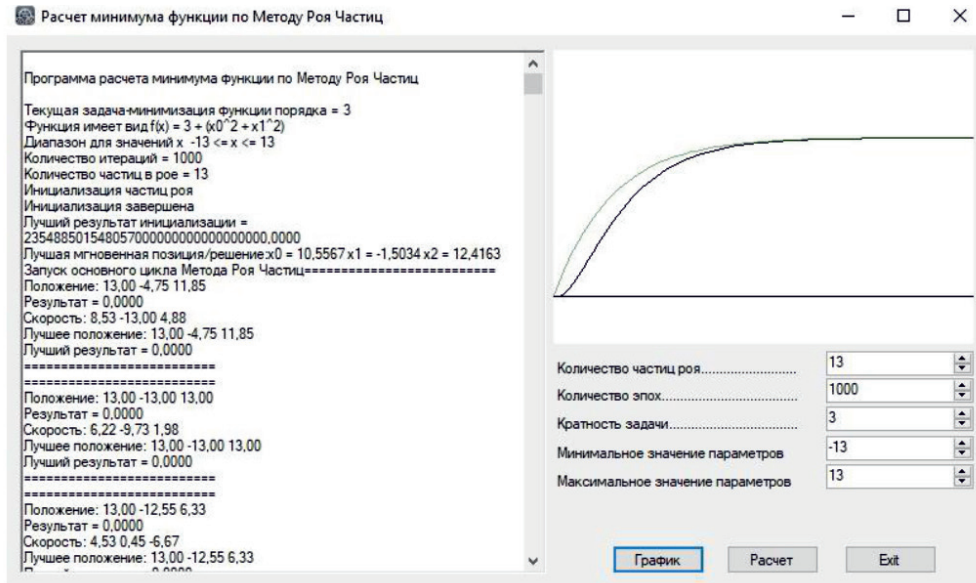 Расчет минимума функции по Методу Роя Частиц
Программа расчета минимума функции по Методу Роя Частиц
Текущая задача-минимизация функции порядка = 3
Функция имеет вид f(x) = 3 + (x0^2 + x1^2)
Диапазон для значений x -13 <= x <= 13
Количество итераций = 1000
Количество частиц в рое = 13
Инициализация частиц роя
Инициализация завершена
Лучший результат инициализации =
Лучшая мгновенная позиция/решение:x0 = 10,5567 x1 = -1,5034 x2 = 12,4163
Запуск основного цикла Метода Роя Частиц==========================
Положение: 13,00 -4,75 11,85
Результат = 0,0000
Скорость: 8,53 -13,00 4,88
Лучшее положение: 13,00 -4,75 11,85
Лучший результат = 0,0000
==========================
==========================
Положение: 13,00 -13,00 13,00
Результат = 0,0000
Скорость: 6,22 -9,73 1,98
Лучшее положение: 13,00 -13,00 13,00
Лучший результат = 0,0000
==========================
==========================
Положение: 13,00 -12,55 6,33
Результат = 0,0000
Скорость: 4,53 0,45 -6,67
Лучшее положение: 13,00 -12,55 6,33
Количество частиц роя.......................... 13
Количество эпох..................................... 1000
Кратность задачи................................... 3
Минимальное значение параметров -13
Максимальное значение параметров 13
График Расчет Exit